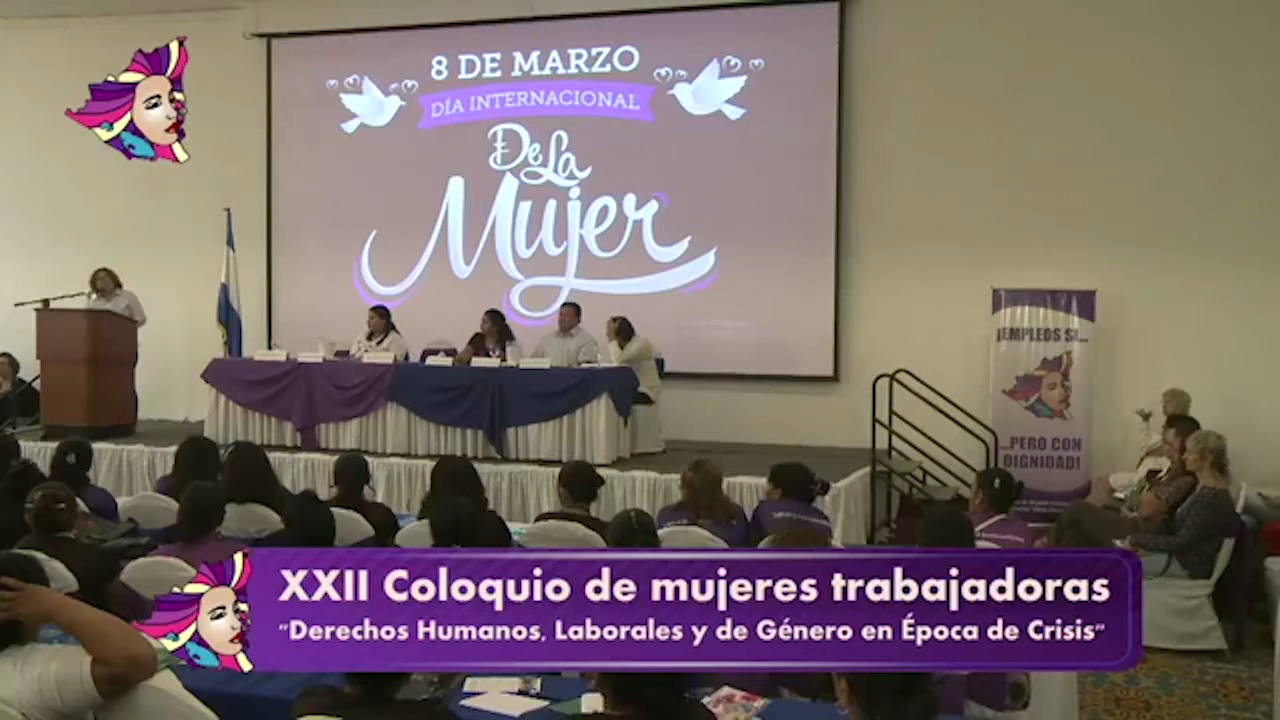 8 DE MARZO
DÍA INTERNACIONAL
De La
Mujer
¡EMPLEOS SI...
...PERO CON
DIGNIDAD!
XXII Coloquio de mujeres trabajadoras
"Derechos Humanos, Laborales y de Género en Época de Crisis"